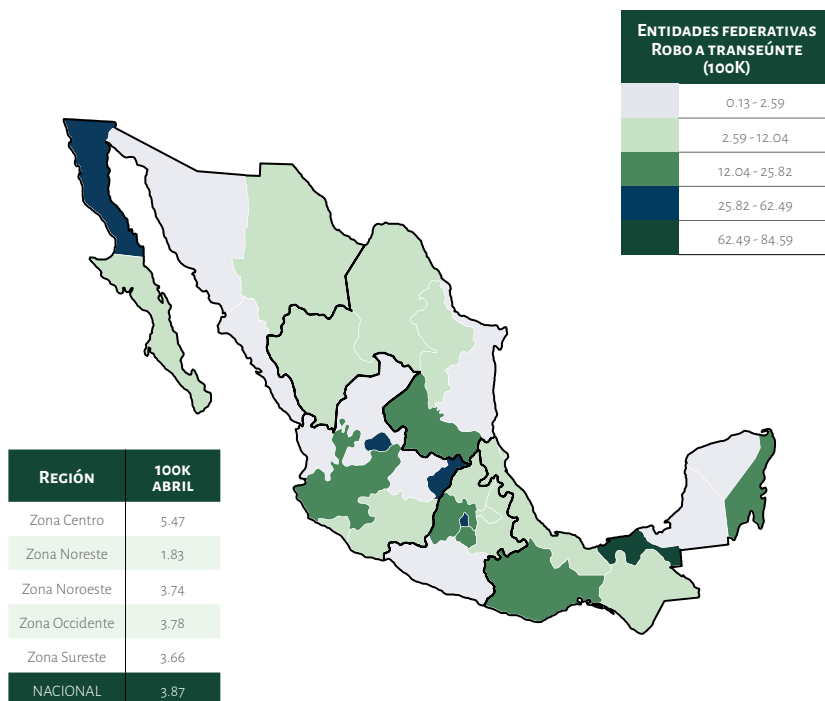 Entidades federativas
Robo a transeúnte
(100K)
0.13 - 2.59
2.59 - 12.04
12.04 - 25.82
25.82 - 62.49
62.49 - 84.59
Región 100K
abril
Zona Centro 5.47
Zona Noreste 1.83
Zona Noroeste 3.74
Zona Occidente 3.78
Zona Sureste 3.66
NACIONAL 3.87